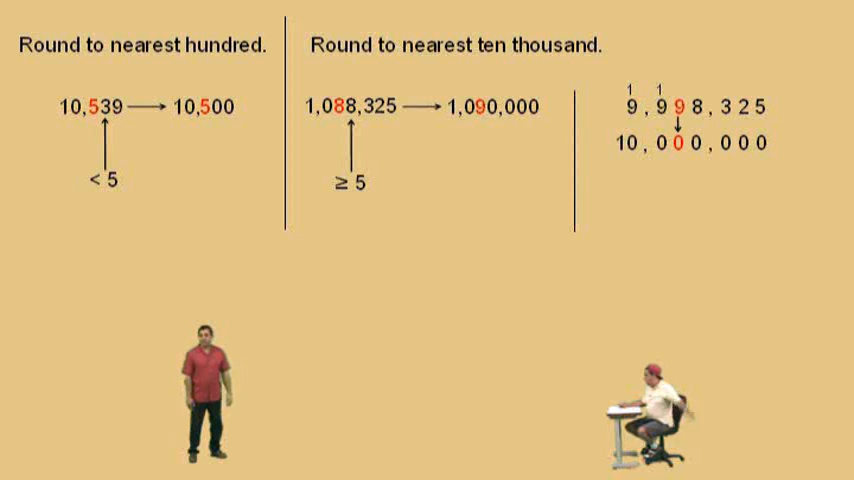 Round to nearest hundred.
10,539 → 10,500
< 5
Round to nearest ten thousand.
1,088,325 → 1,090,000
≥ 5
1 1
9,998,325
10,000,000